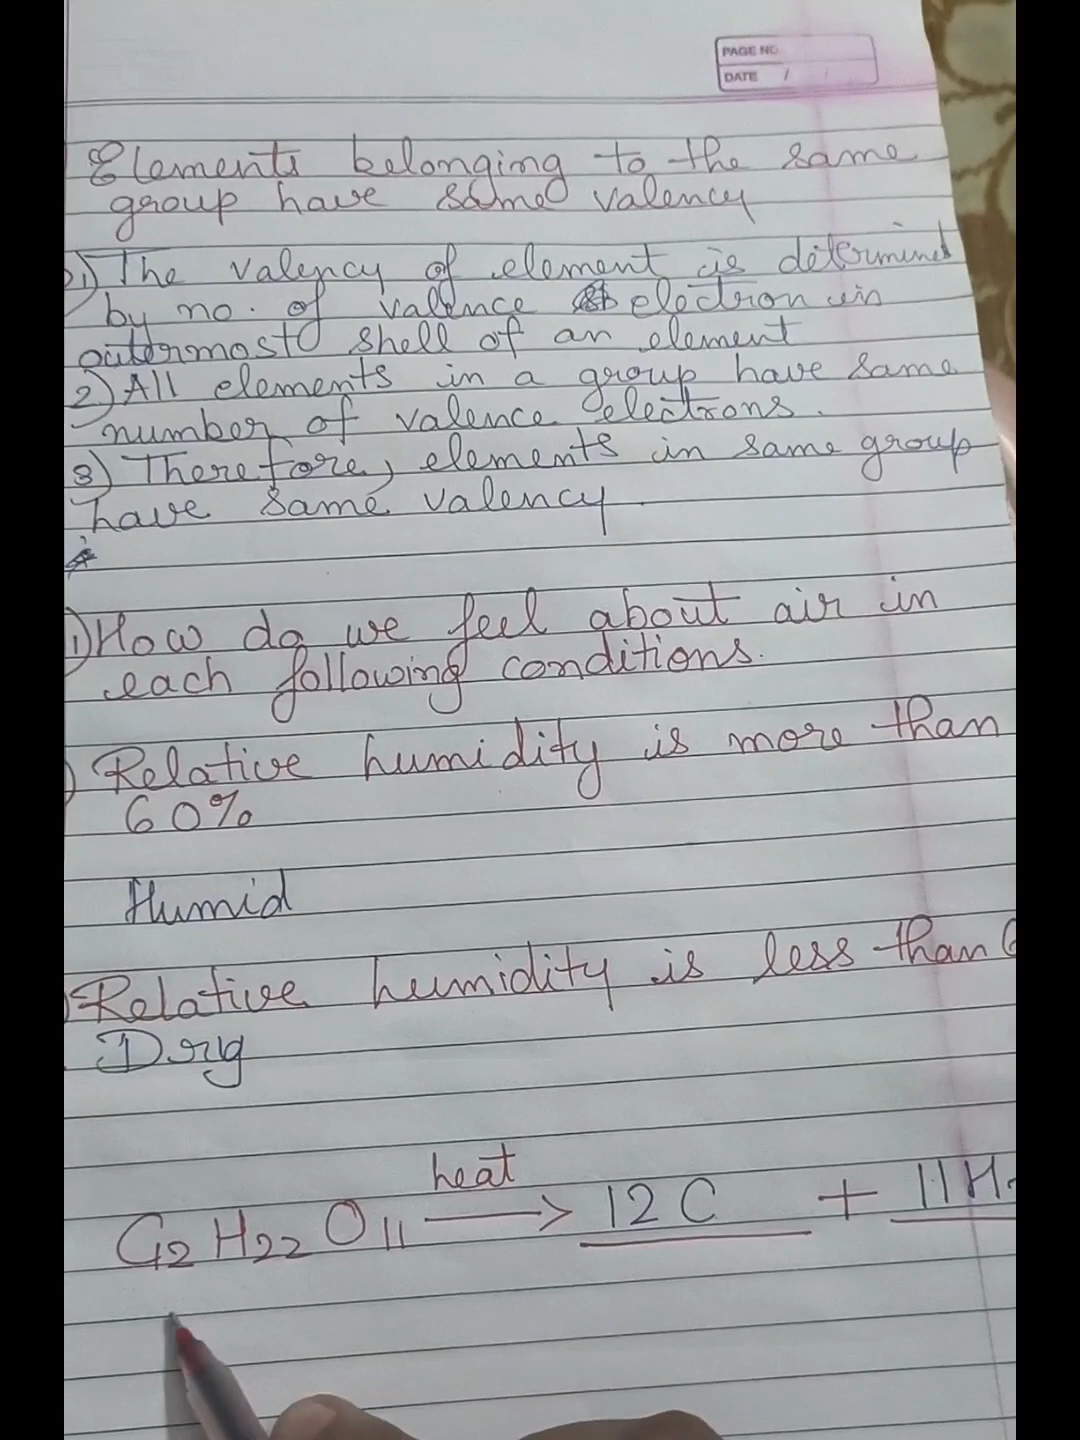 PAGE NO.
DATE / /
Elements belonging to the same
group have same valency
1) The valency of element is determined
by no. of valence electron in
outermost shell of an element
2) All elements in a group have same
number of valence electrons.
3) Therefore, elements in same group
have same valency
1) How do we feel about air in
each following conditions.
) Relative humidity is more than
60%
Humid
) Relative humidity is less than 6
Dry
heat
C12 H22 O11 → 12 C + 11 H